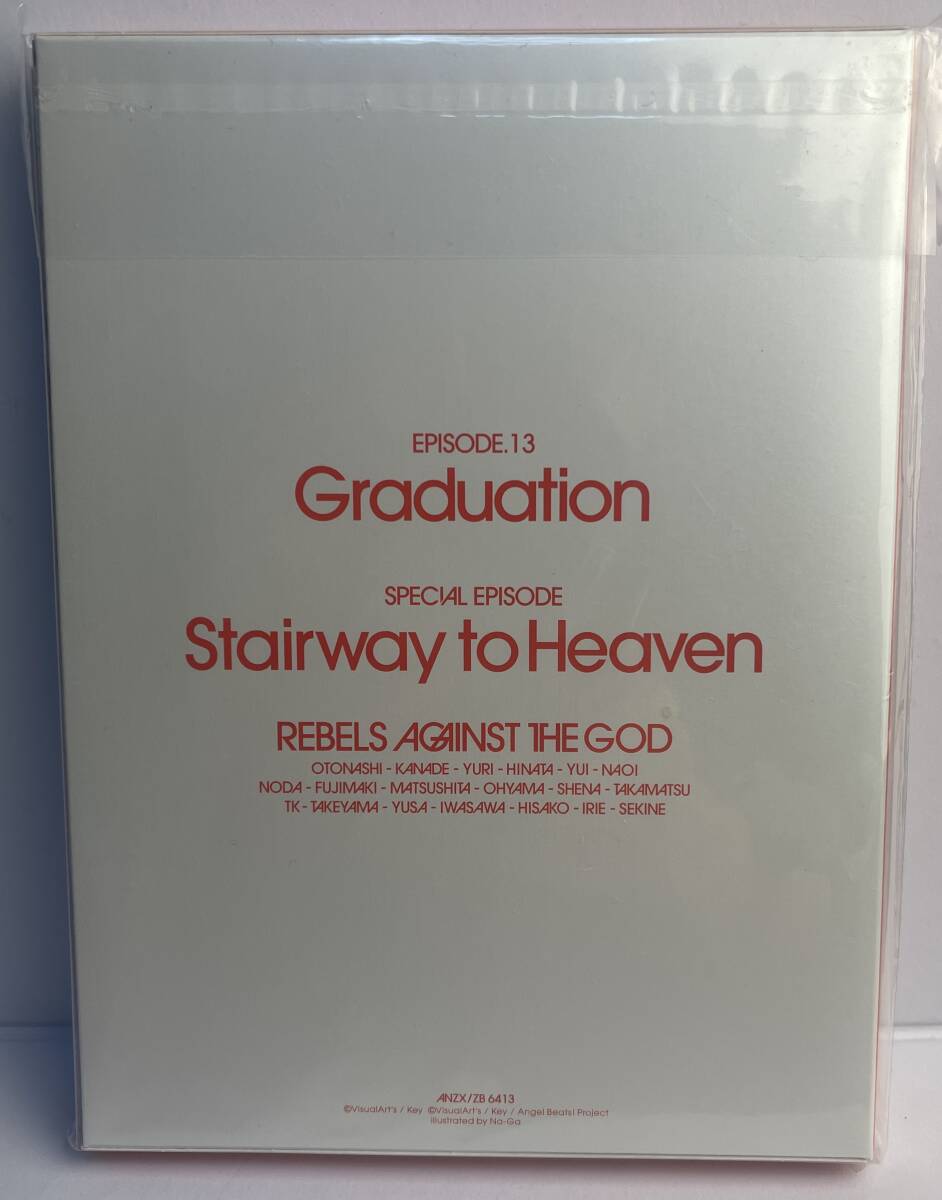 EPISODE.13
Graduation
SPECIAL EPISODE
Stairway to Heaven
REBELS AGAINST THE GOD
OTONASHI - KANADE - YURI - HINATA - YUI - NAOI
NODA - FUJIMAKI - MATSUSHITA - OHYAMA - SHENA - TAKAMATSU
TK - TAKEYAMA - YUSA - IWASAWA - HISAKO - IRIE - SEKINE
ANZX/ZB 6413
©VisualArt's / Key ©VisualArt's / Key / Angel Beats! Project
illustrated by Na-Ga